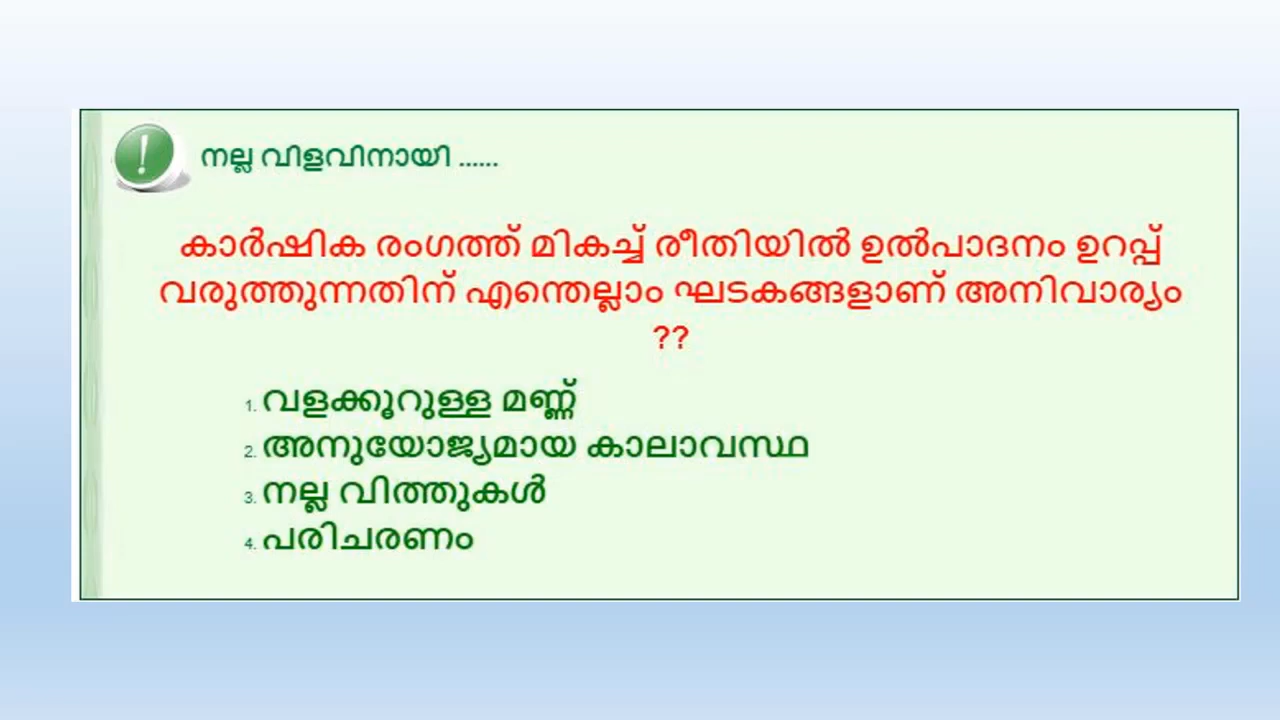 നല്ല വിളവിനായി ......
കാർഷിക രംഗത്ത് മികച്ച് രീതിയിൽ ഉൽപാദനം ഉറപ്പ്
വരുത്തുന്നതിന് എന്തെല്ലാം ഘടകങ്ങളാണ് അനിവാര്യം
??
1. വളക്കൂറുള്ള മണ്ണ്
2. അനുയോജ്യമായ കാലാവസ്ഥ
3. നല്ല വിത്തുകൾ
4. പരിചരണം